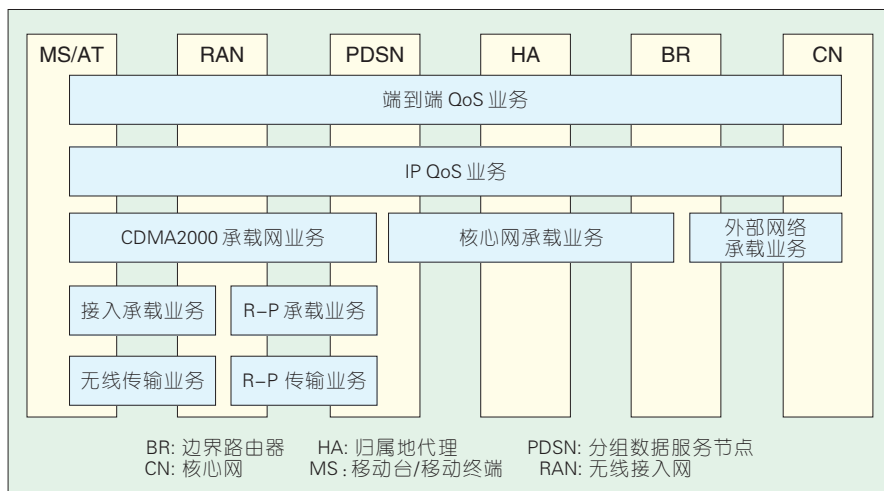 MS/AT RAN PDSN HA BR CN
端到端 QoS 业务
IP QoS 业务
CDMA2000 承载网业务 核心网承载业务 外部网络
承载业务
接入承载业务 R-P 承载业务
无线传输业务 R-P 传输业务
BR: 边界路由器 HA: 归属地代理 PDSN: 分组数据服务节点
CN: 核心网 MS: 移动台/移动终端 RAN: 无线接入网